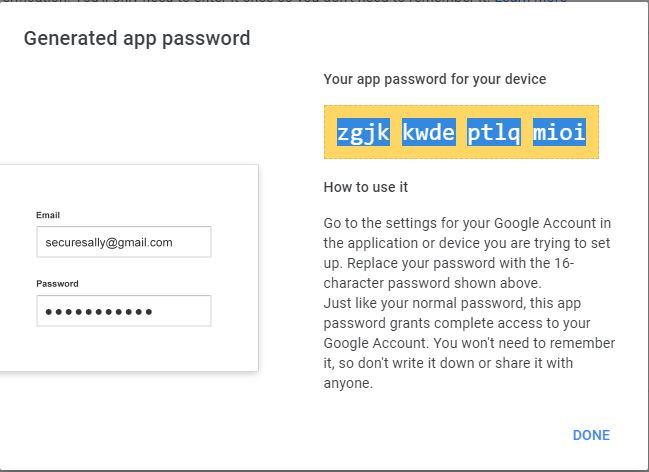 Generated app password
Your app password for your device
zgjk kwde ptlq mioi
How to use it
Email
securesally@gmail.com
Password
Go to the settings for your Google Account in
the application or device you are trying to set
up. Replace your password with the 16-
character password shown above.
Just like your normal password, this app
password grants complete access to your
Google Account. You won't need to remember
it, so don't write it down or share it with
anyone.
DONE